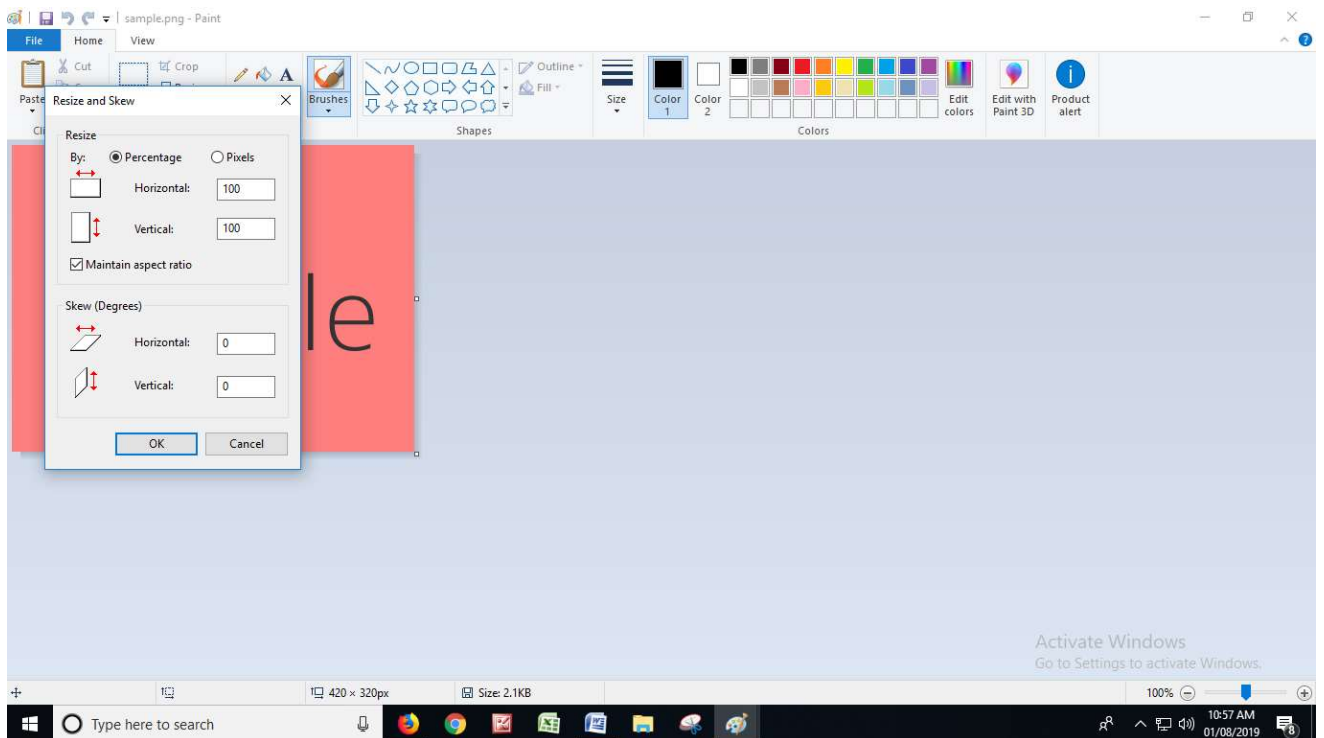 sample.png - Paint
File Home View
Cut
Crop
Paste
Brushes
Outline
Fill
Size
Color 1
Color 2
Edit colors
Edit with Paint 3D
Product alert
Shapes
Colors
Resize and Skew
Resize
By: Percentage Pixels
Horizontal: 100
Vertical: 100
Maintain aspect ratio
Skew (Degrees)
Horizontal: 0
Vertical: 0
OK Cancel
le
Activate Windows
Go to Settings to activate Windows.
420 × 320px Size: 2.1KB 100%
Type here to search
10:57 AM
01/08/2019
8